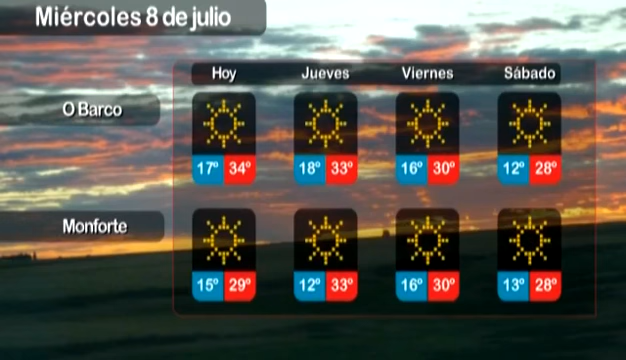 Miércoles 8 de julio
Hoy Jueves Viernes Sábado
O Barco
17º 34º 18º 33º 16º 30º 12º 28º
Monforte
15º 29º 12º 33º 16º 30º 13º 28º